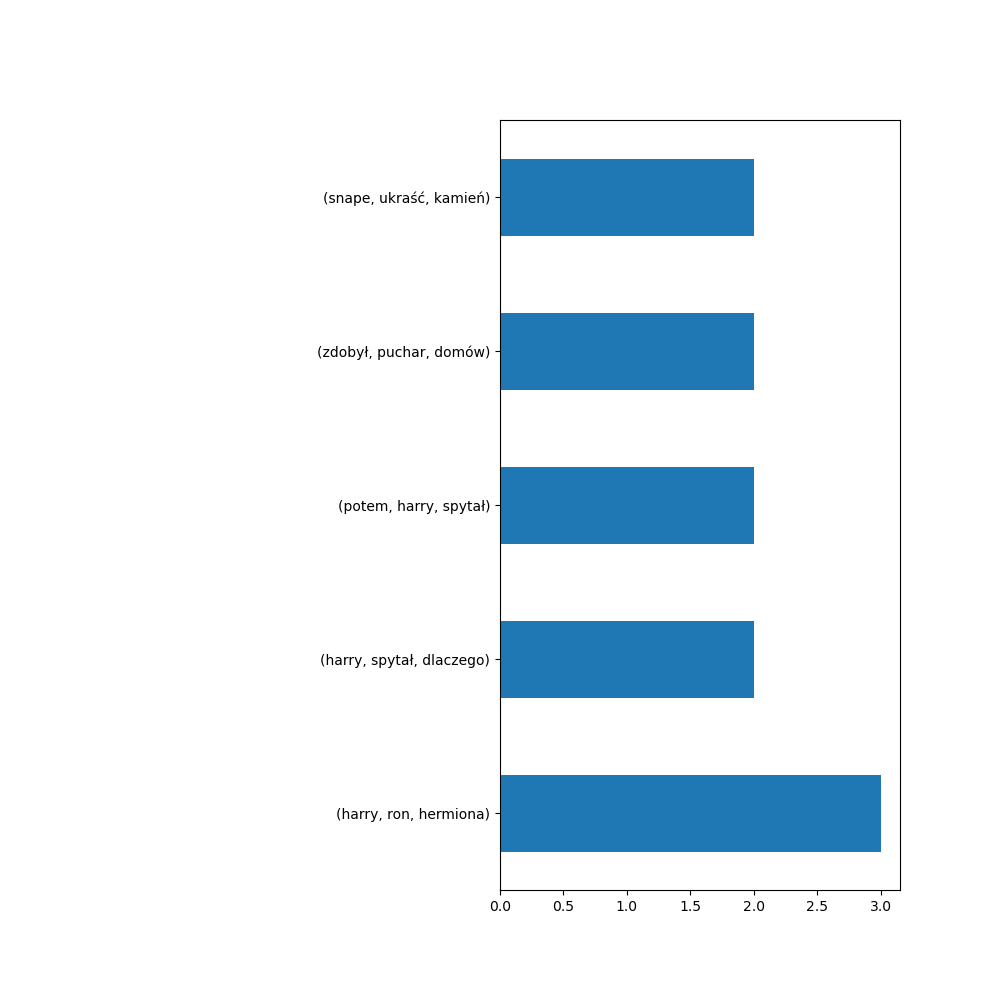 (snape, ukraść, kamień)
(zdobył, puchar, domów)
(potem, harry, spytał)
(harry, spytał, dlaczego)
(harry, ron, hermiona)
0.0 0.5 1.0 1.5 2.0 2.5 3.0